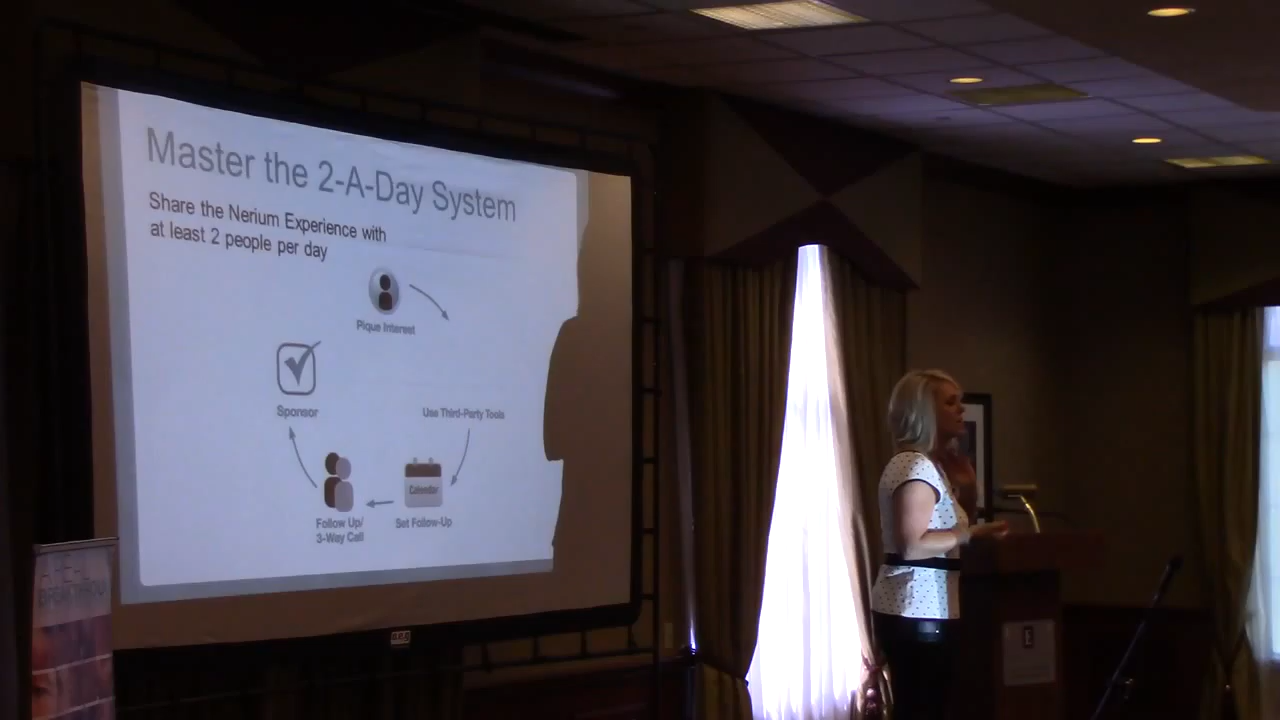 Master the 2-A-Day System
Share the Nerium Experience with
at least 2 people per day
Pique Interest
Sponsor
Use Third-Party Tools
Calendar
Follow Up/
3-Way Call
Set Follow-Up
BREAKTHROUGH